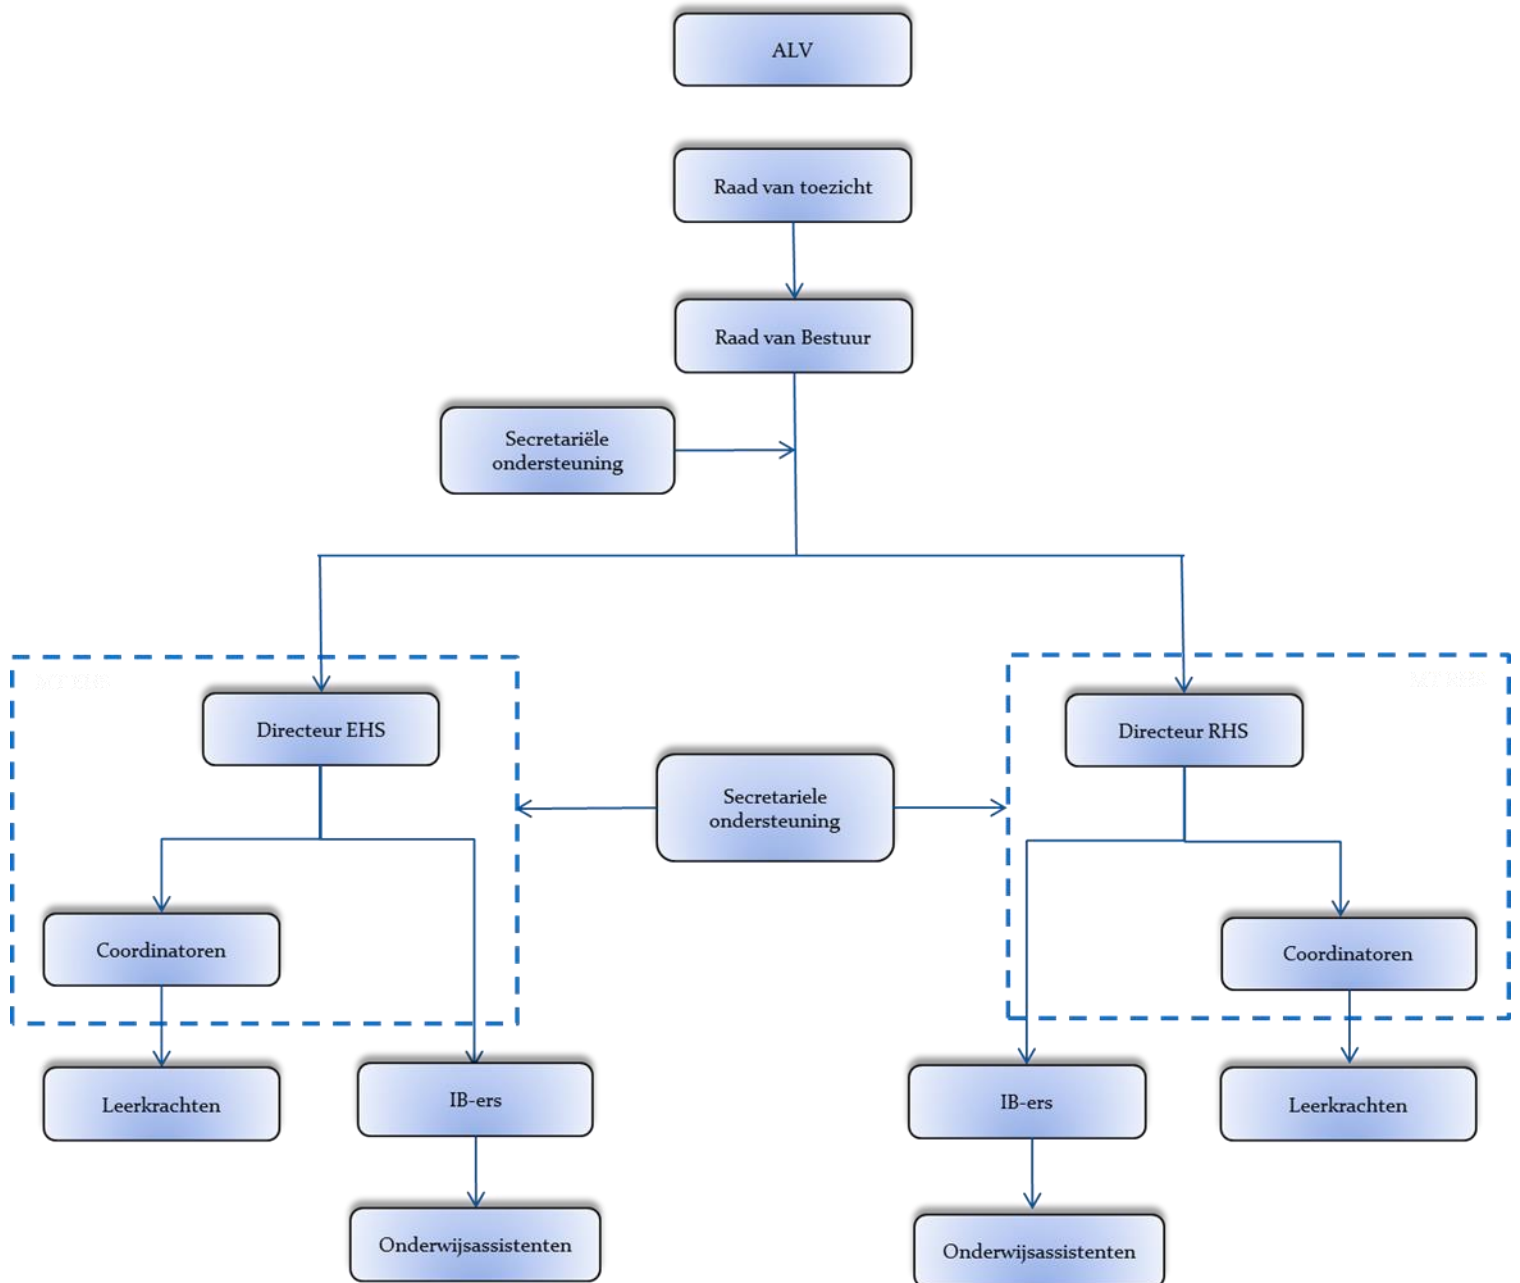 ALV
Raad van toezicht
Raad van Bestuur
Secretariële
ondersteuning
Directeur EHS
Directeur RHS
Secretariele
ondersteuning
Coordinatoren
Coordinatoren
Leerkrachten
IB-ers
IB-ers
Leerkrachten
Onderwijsassistenten
Onderwijsassistenten